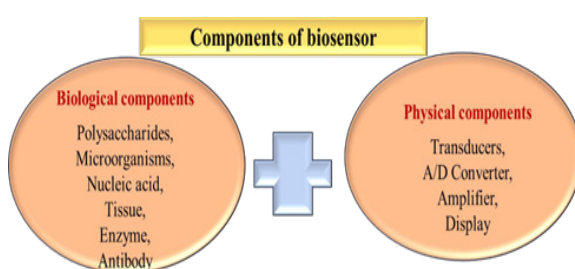 Components of biosensor
Biological components
Polysaccharides,
Microorganisms,
Nucleic acid,
Tissue,
Enzyme,
Antibody
Physical components
Transducers,
A/D Converter,
Amplifier,
Display